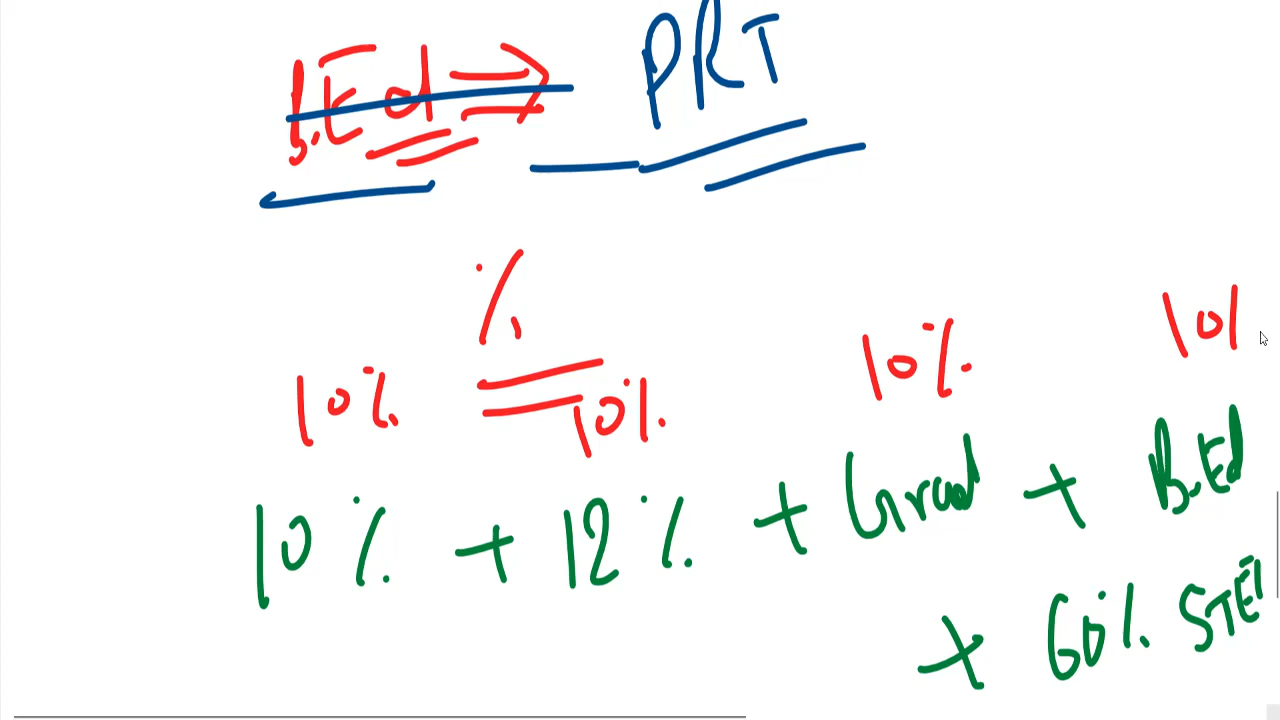 B.Ed ⇒ PRT
%
10% 10%. 10% 10%
10% + 12% + Grad + B.Ed
+ 60% STET